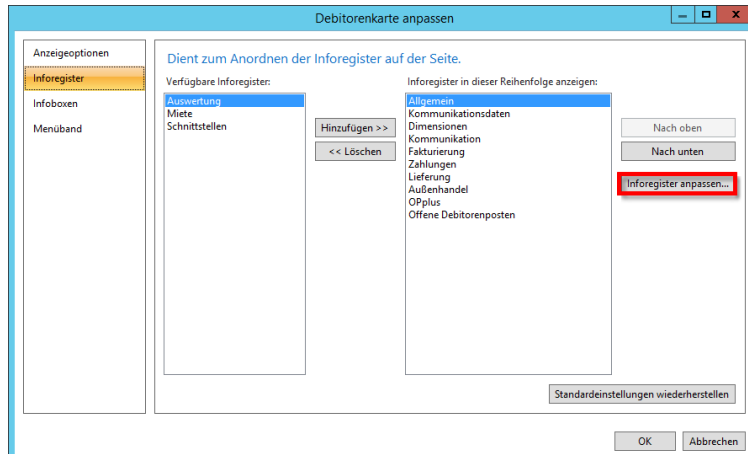 Debitorenkarte anpassen
Anzeigeoptionen
Inforegister
Infoboxen
Menüband
Dient zum Anordnen der Inforegister auf der Seite.
Verfügbare Inforegister:
Auswertung
Miete
Schnittstellen
Hinzufügen >>
<< Löschen
Inforegister in dieser Reihenfolge anzeigen:
Allgemein
Kommunikationsdaten
Dimensionen
Kommunikation
Fakturierung
Zahlungen
Lieferung
Außenhandel
OPplus
Offene Debitorenposten
Nach oben
Nach unten
Inforegister anpassen...
Standardeinstellungen wiederherstellen
OK
Abbrechen